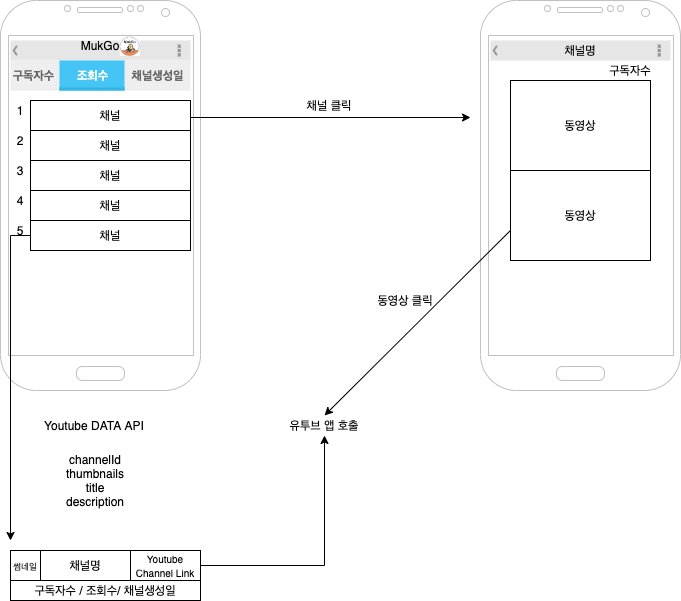 MukGo
구독자수 조회수 채널생성일
1 채널
2 채널
3 채널
4 채널
5 채널
채널 클릭
채널명
구독자수
동영상
동영상
동영상 클릭
유투브 앱 호출
Youtube DATA API
channelId
thumbnails
title
description
썸네일 채널명 Youtube
Channel Link
구독자수 / 조회수/ 채널생성일